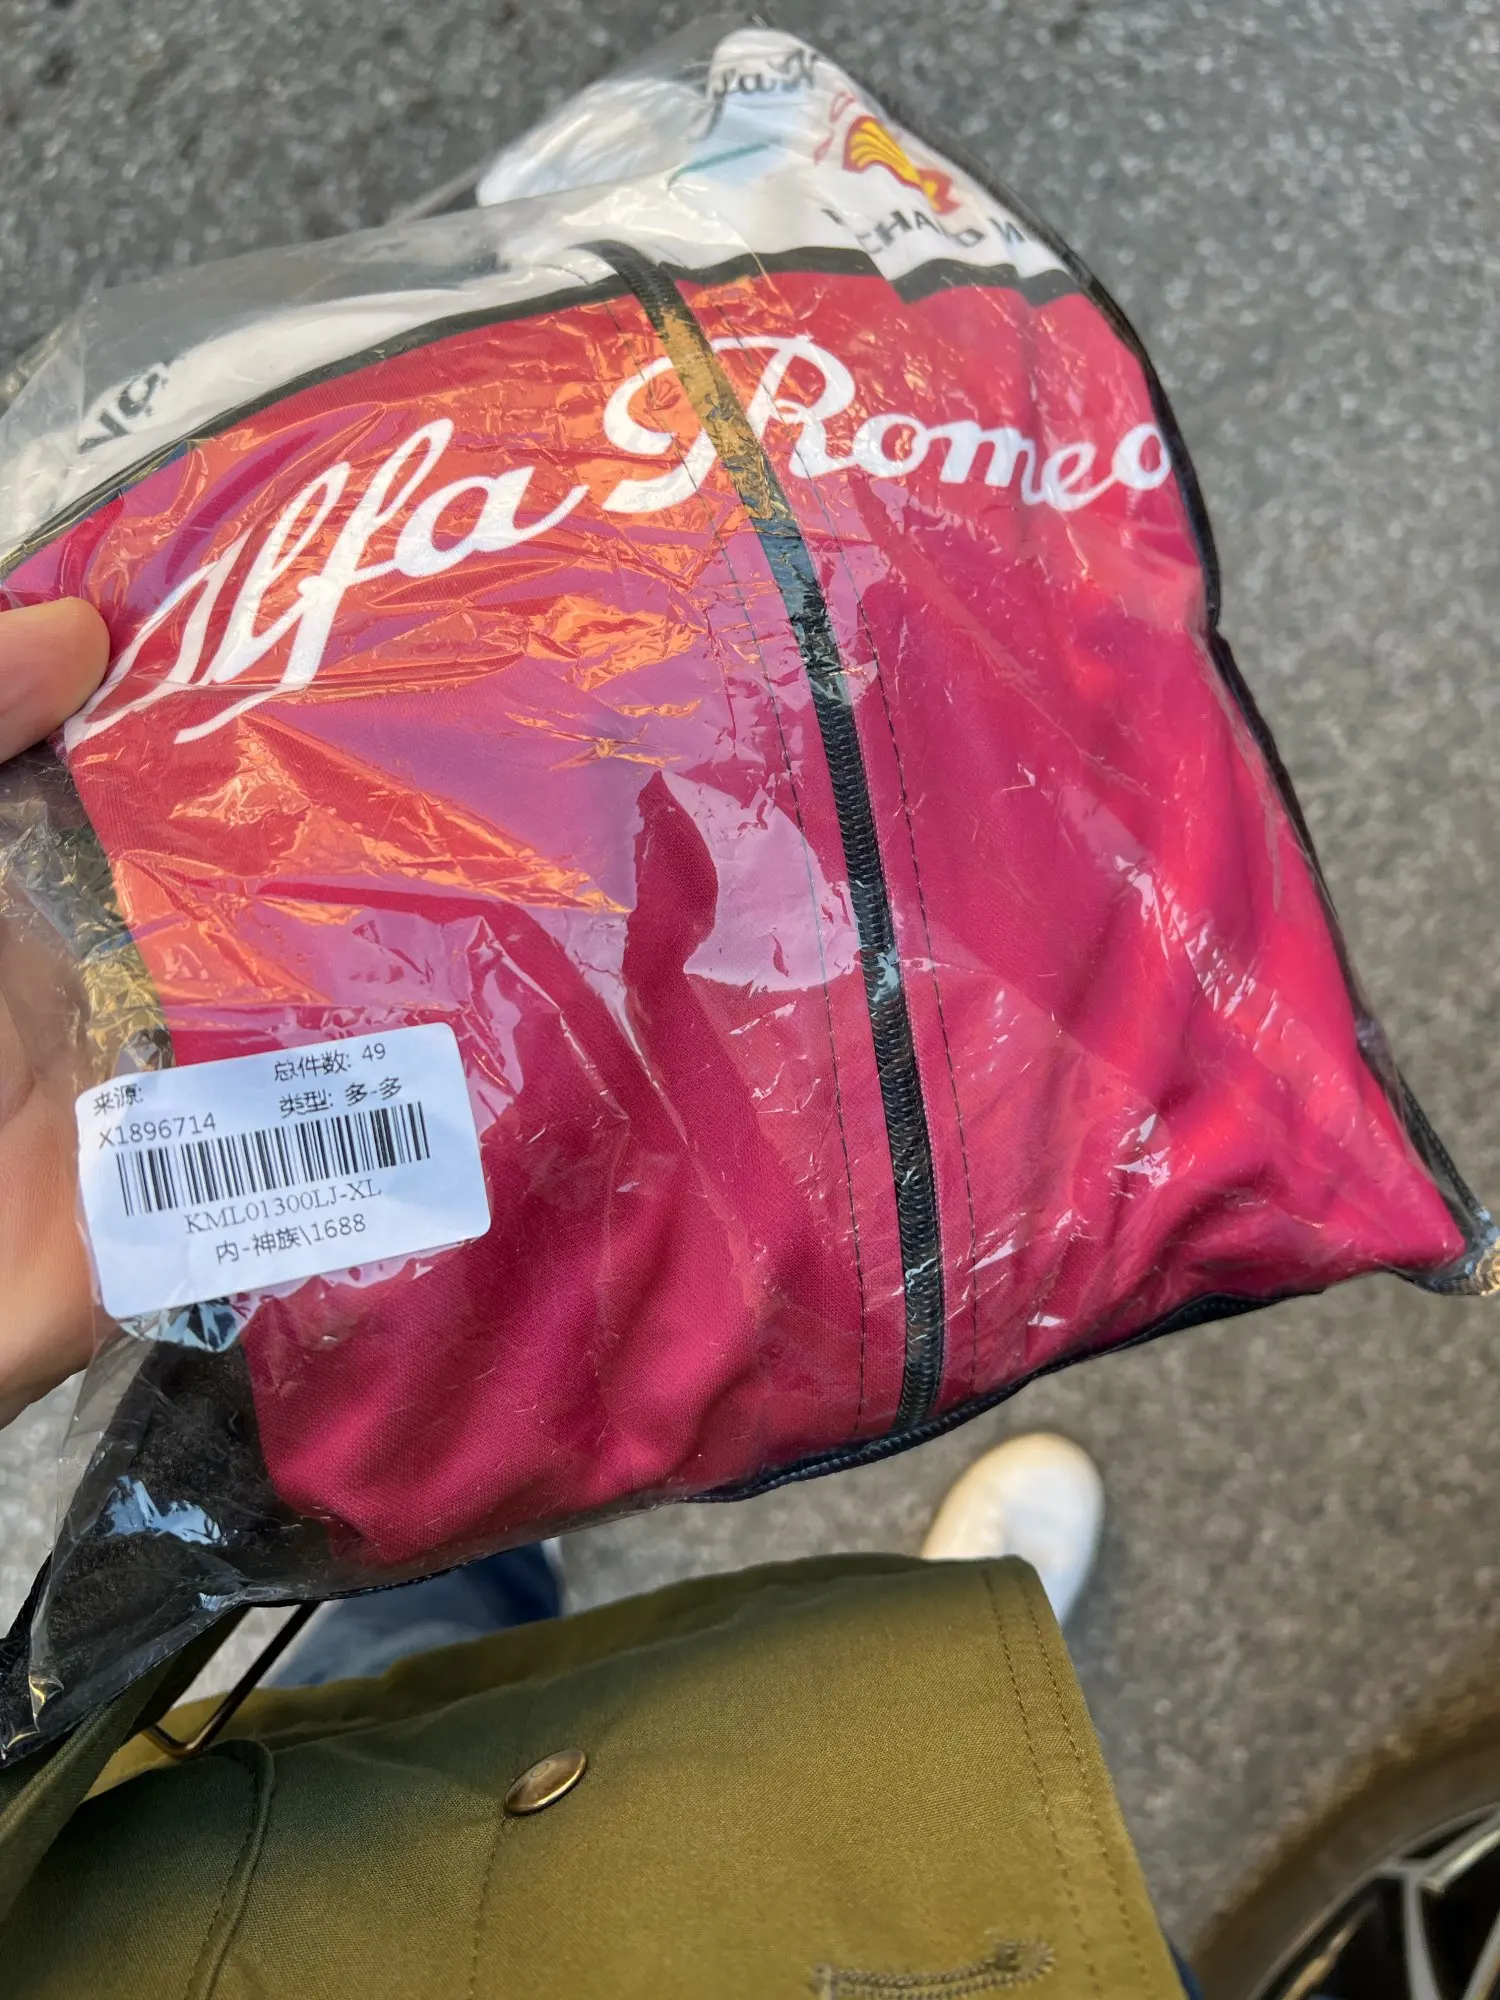 Alfa Romeo
来源:
总件数: 49
X1896714
类型: 多-多
KML01300LJ-XL
内-神族\1688